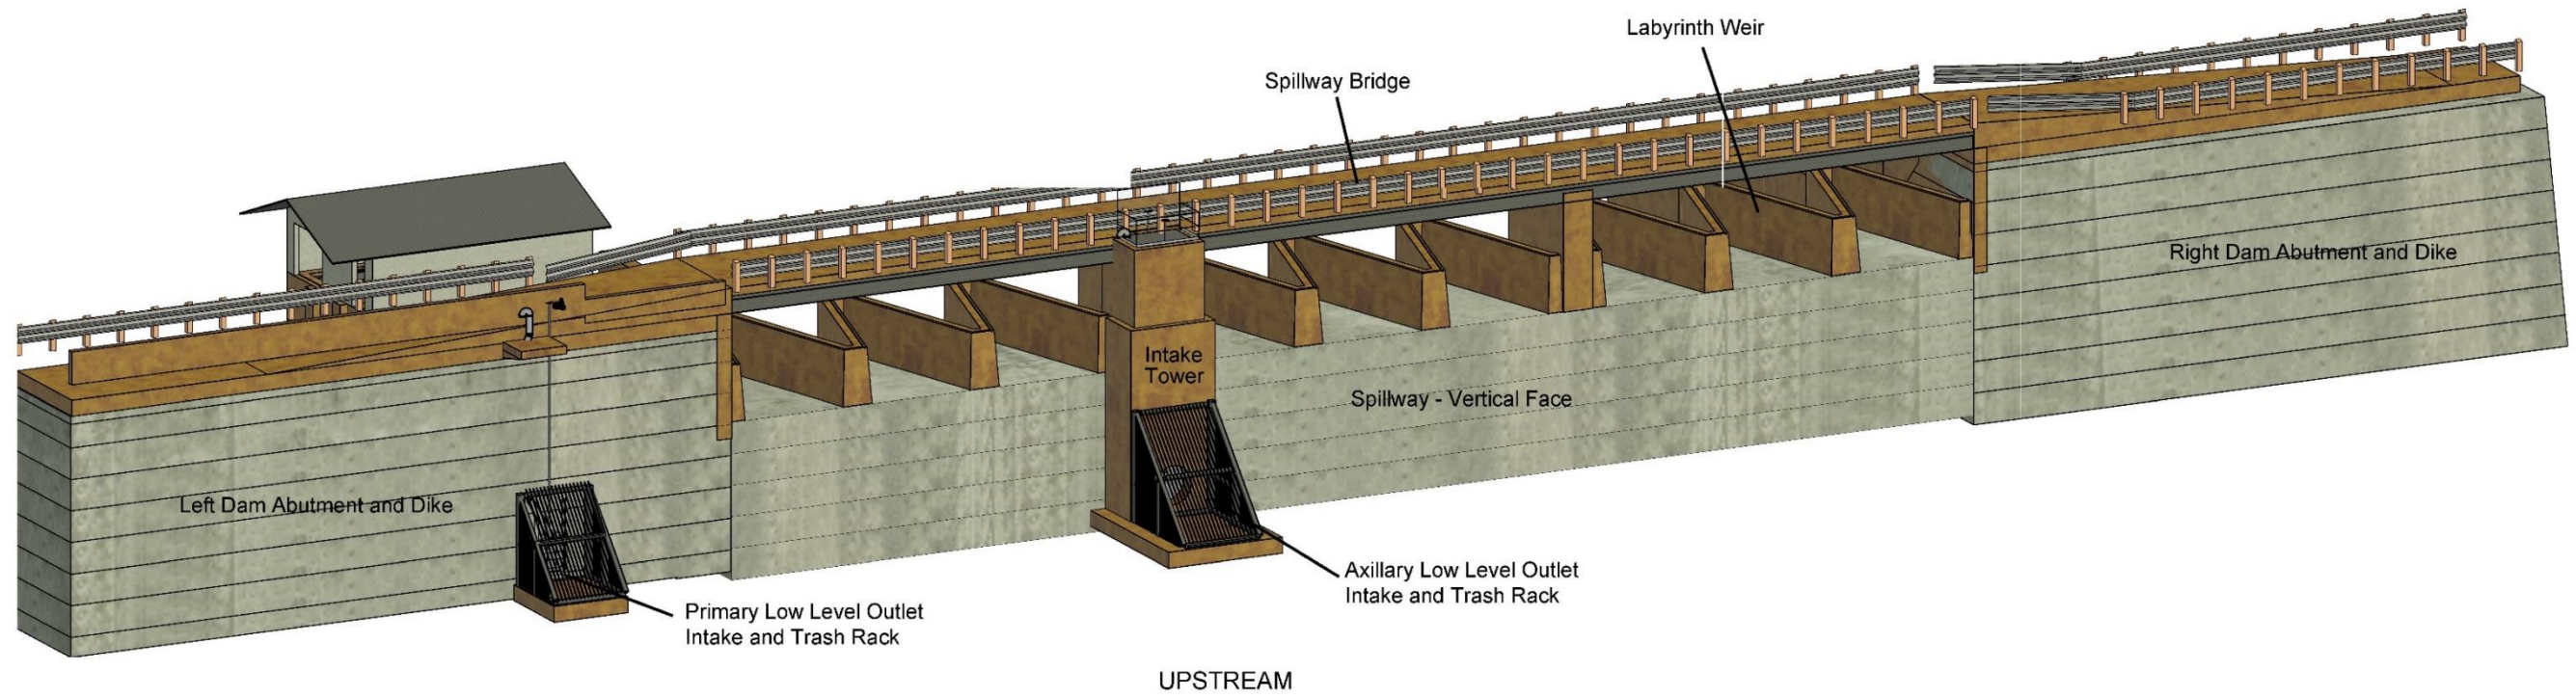 Labyrinth Weir
Spillway Bridge
Right Dam Abutment and Dike
Intake
Tower
Spillway - Vertical Face
Left Dam Abutment and Dike
Axillary Low Level Outlet
Intake and Trash Rack
Primary Low Level Outlet
Intake and Trash Rack
UPSTREAM